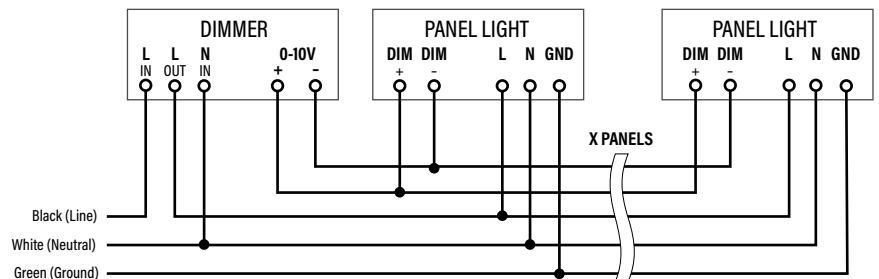 DIMMER
L L N 0-10V
IN OUT IN + -
PANEL LIGHT
DIM DIM L N GND
+ -
PANEL LIGHT
DIM DIM L N GND
+ -
X PANELS
Black (Line)
White (Neutral)
Green (Ground)